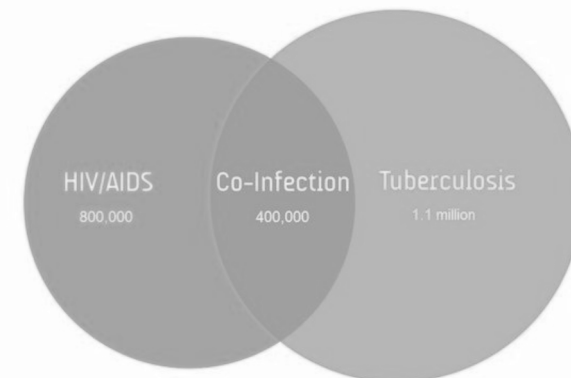 HIV/AIDS
800,000
Co-Infection
400,000
Tuberculosis
1.1 million